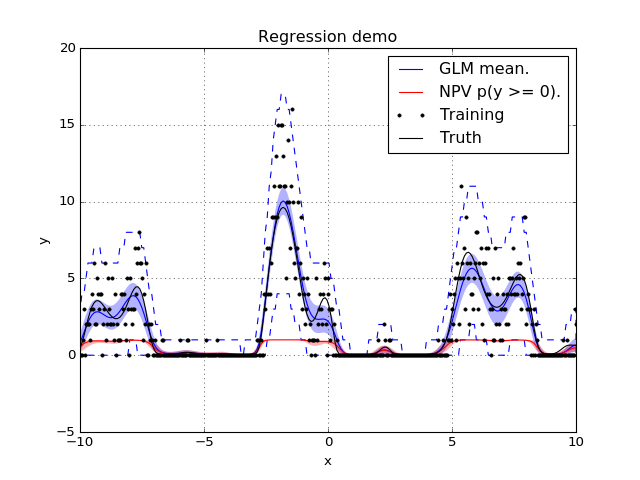 Regression demo
20
15
10
5
0
−5
y
−10
−5
0
5
10
x
GLM mean.
NPV p(y >= 0).
Training
Truth